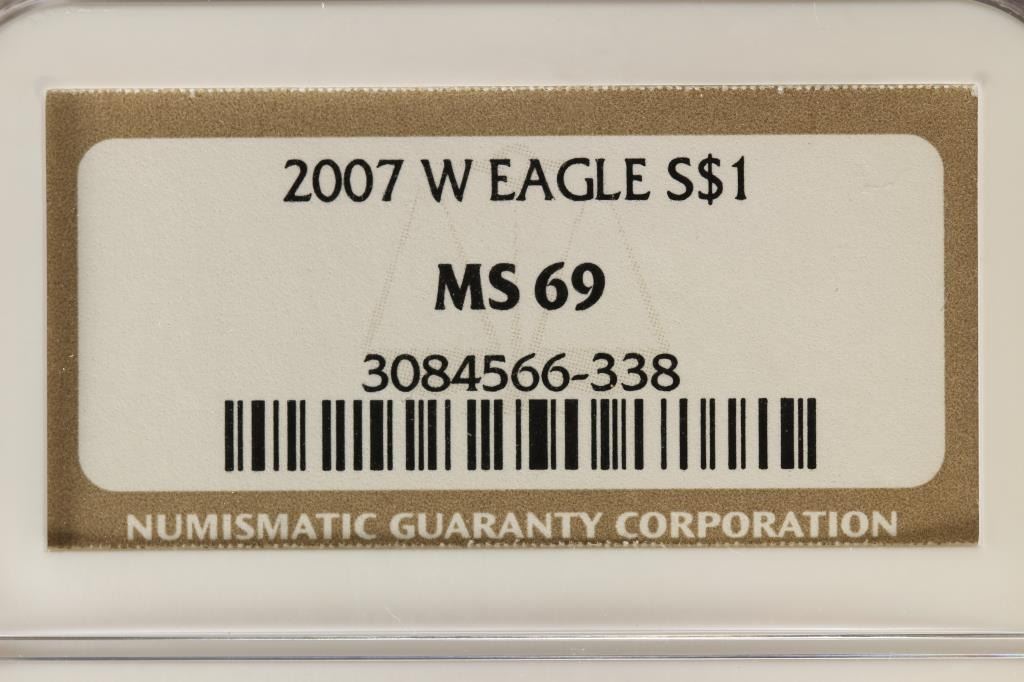 2007 W EAGLE S$1
MS 69
3084566-338
NUMISMATIC GUARANTY CORPORATION